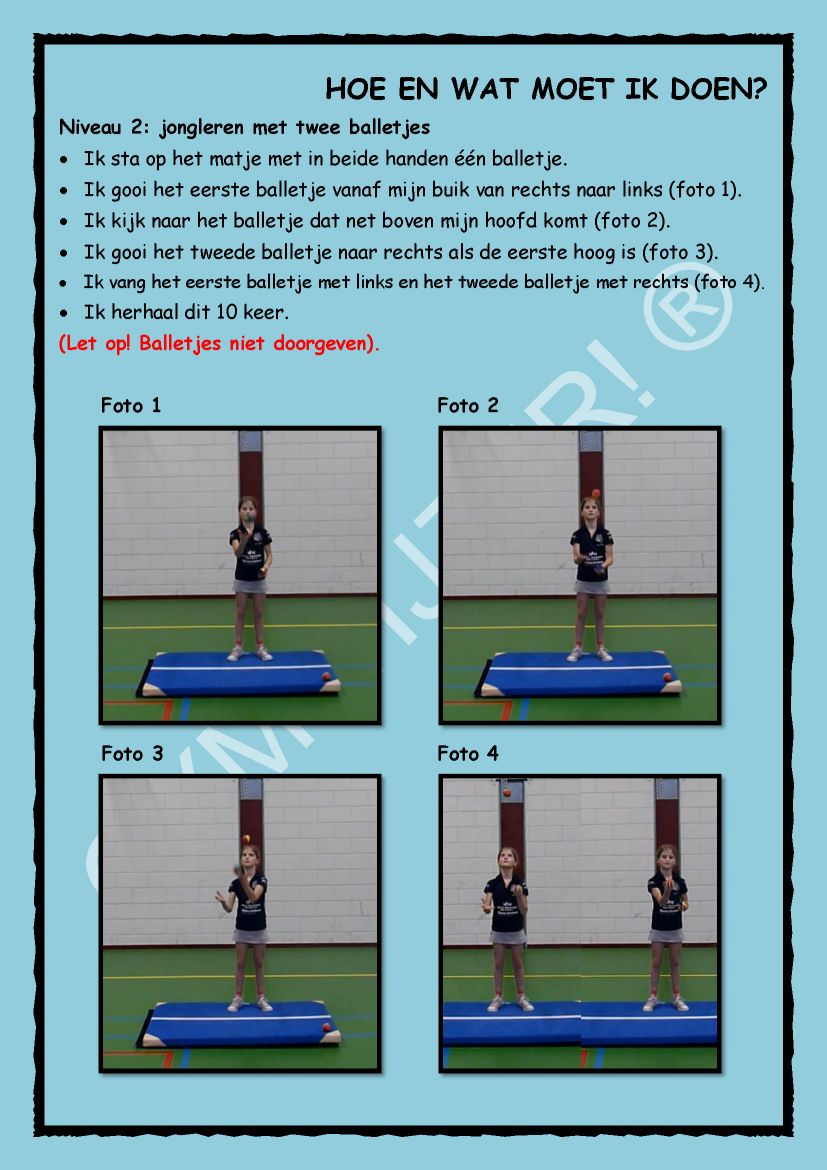 HOE EN WAT MOET IK DOEN?
Niveau 2: jongleren met twee balletjes
• Ik sta op het matje met in beide handen één balletje.
• Ik gooi het eerste balletje vanaf mijn buik van rechts naar links (foto 1).
• Ik kijk naar het balletje dat net boven mijn hoofd komt (foto 2).
• Ik gooi het tweede balletje naar rechts als de eerste hoog is (foto 3).
• Ik vang het eerste balletje met links en het tweede balletje met rechts (foto 4).
• Ik herhaal dit 10 keer.
(Let op! Balletjes niet doorgeven).
Foto 1
Foto 2
Foto 3
Foto 4